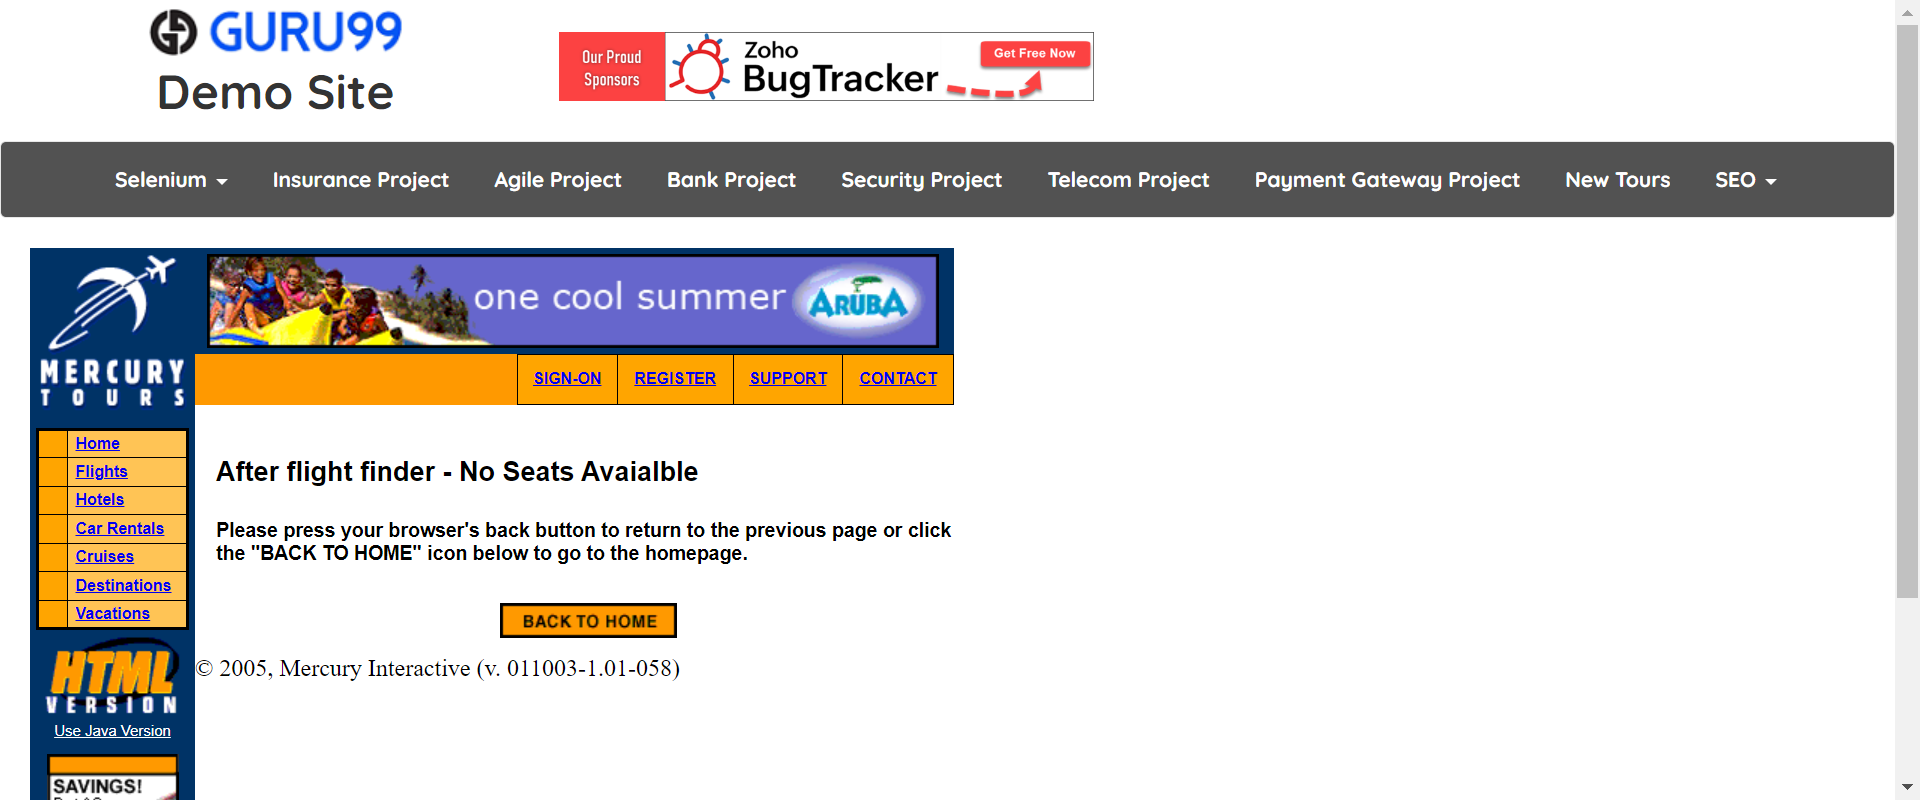 GURU99
Demo Site
Our Proud
Sponsors
Zoho
BugTracker
Get Free Now
Selenium
Insurance Project
Agile Project
Bank Project
Security Project
Telecom Project
Payment Gateway Project
New Tours
SEO
MERCURY
TOURS
one cool summer
ARUBA
SIGN-ON
REGISTER
SUPPORT
CONTACT
Home
Flights
Hotels
Car Rentals
Cruises
Destinations
Vacations
HTML
VERSION
Use Java Version
SAVINGS!
After flight finder - No Seats Avaialble
Please press your browser's back button to return to the previous page or click
the "BACK TO HOME" icon below to go to the homepage.
BACK TO HOME
© 2005, Mercury Interactive (v. 011003-1.01-058)